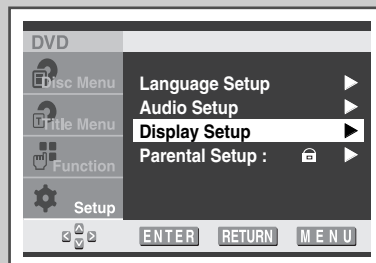 DVD
Disc Menu
Title Menu
Function
Setup
Language Setup
Audio Setup
Display Setup
Parental Setup :
ENTER RETURN MENU